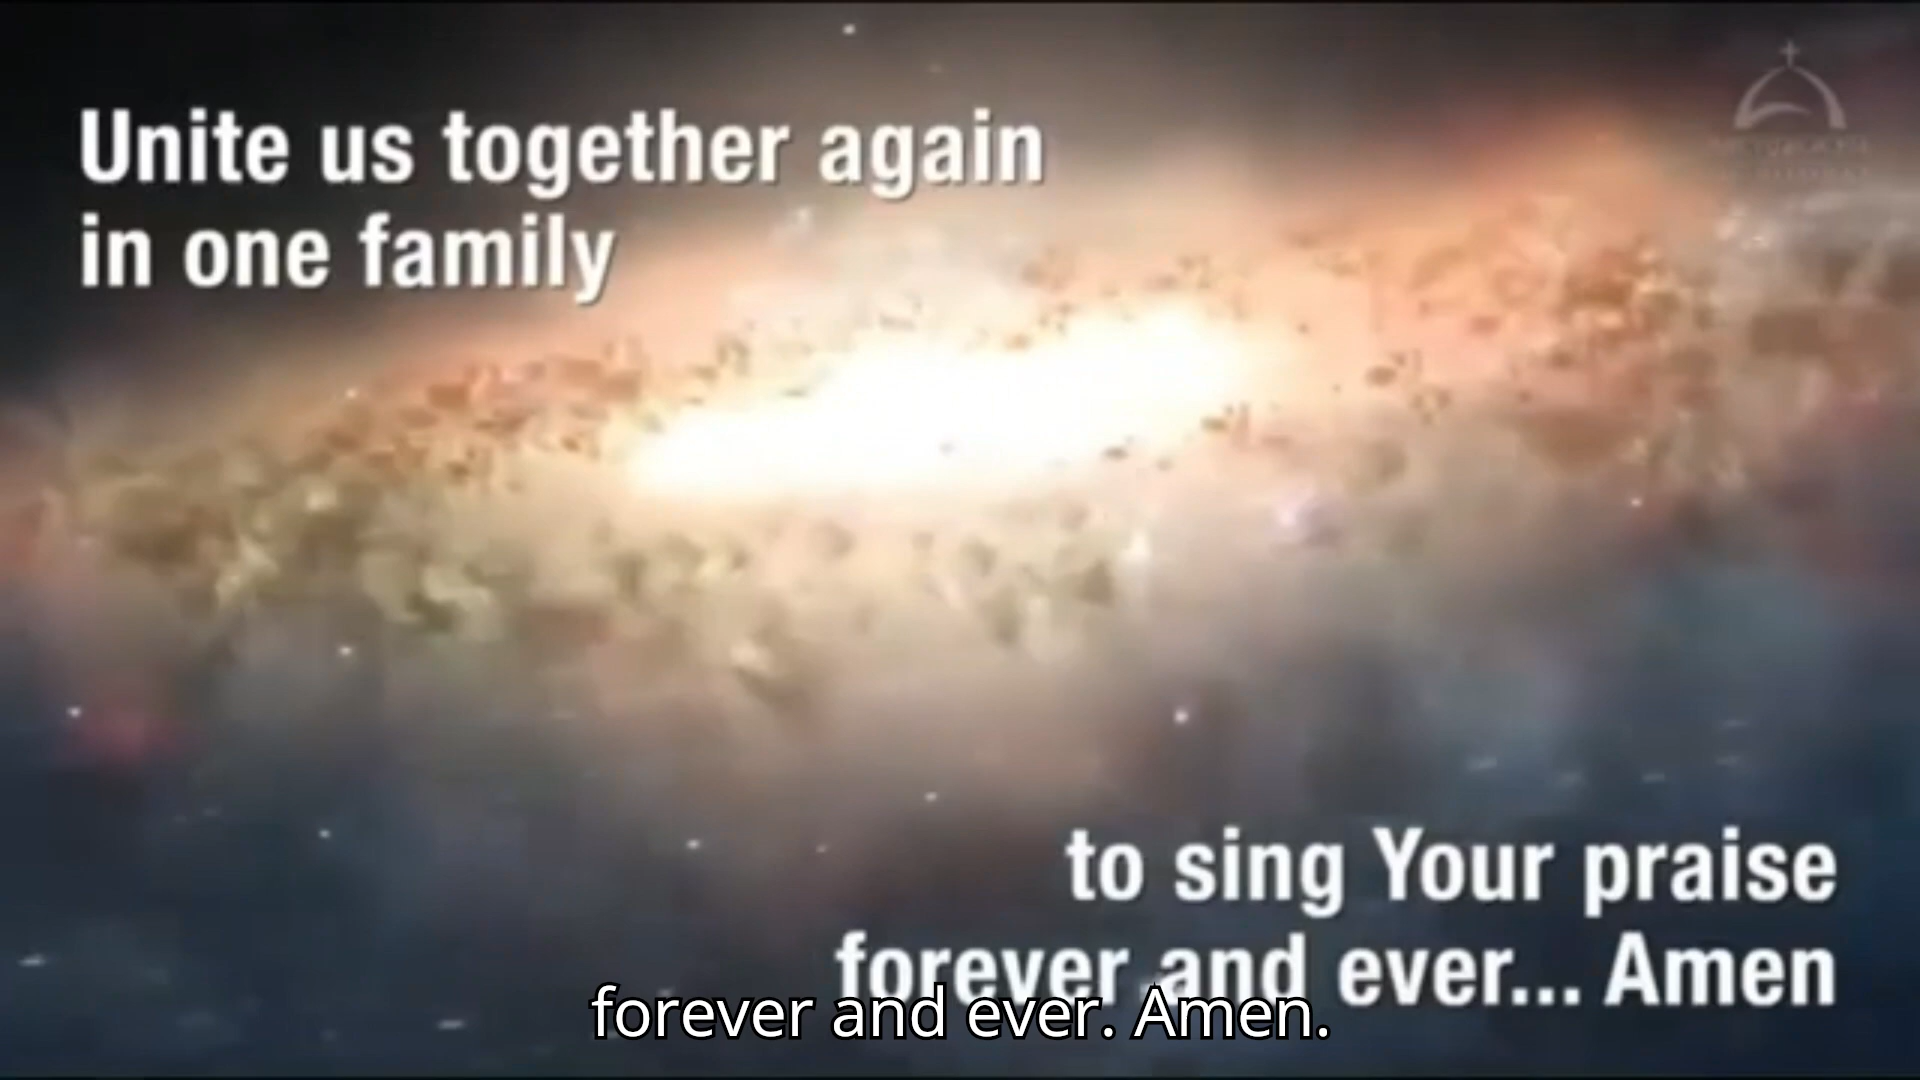 Unite us together again
in one family
to sing Your praise
forever and ever... Amen
forever and ever. Amen.